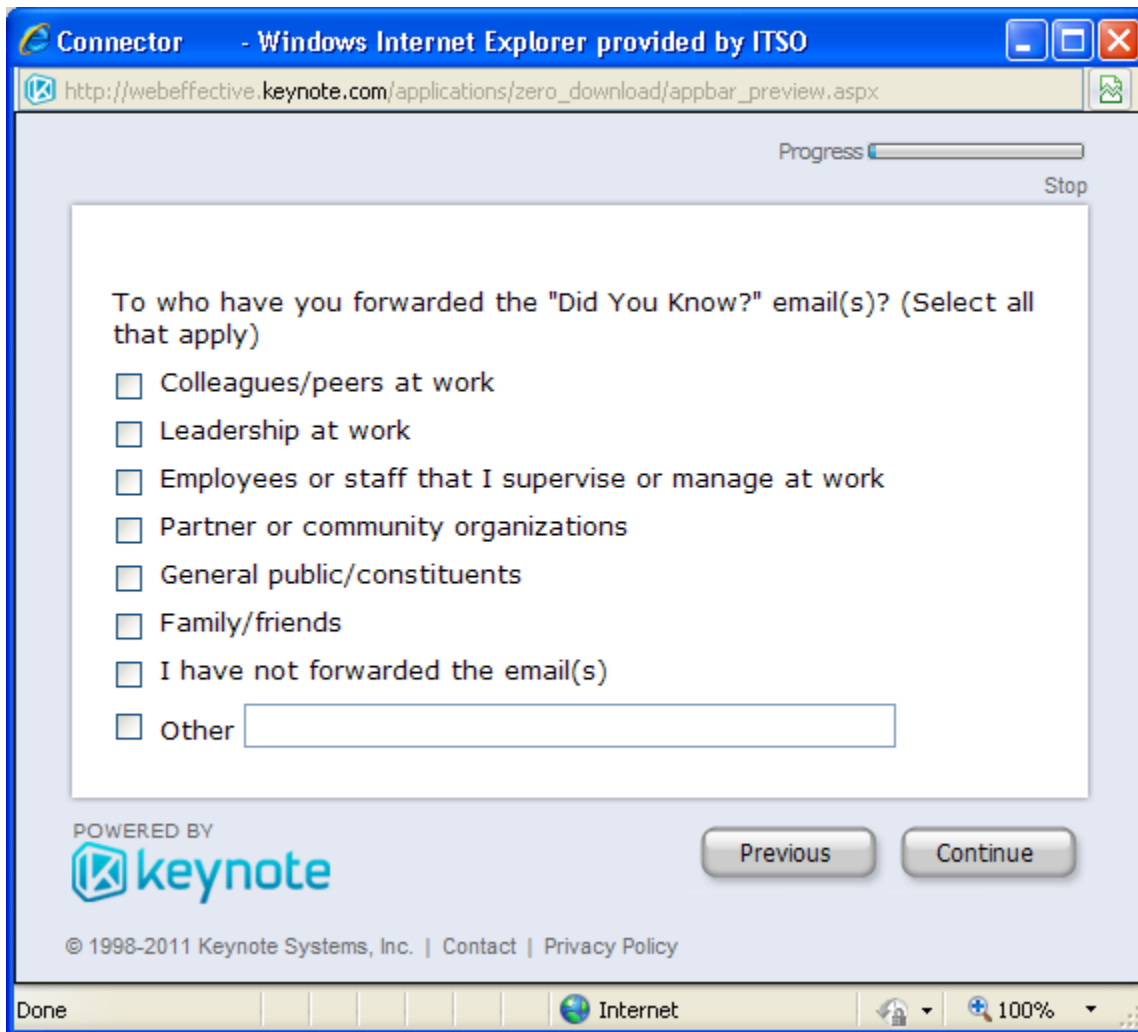 Connector - Windows Internet Explorer provided by ITSO
http://webeffective.keynote.com/applications/zero_download/appbar_preview.aspx
Progress
Stop
To who have you forwarded the "Did You Know?" email(s)? (Select all
that apply)
Colleagues/peers at work
Leadership at work
Employees or staff that I supervise or manage at work
Partner or community organizations
General public/constituents
Family/friends
I have not forwarded the email(s)
Other
POWERED BY
keynote
Previous Continue
© 1998-2011 Keynote Systems, Inc. | Contact | Privacy Policy
Done Internet 100%